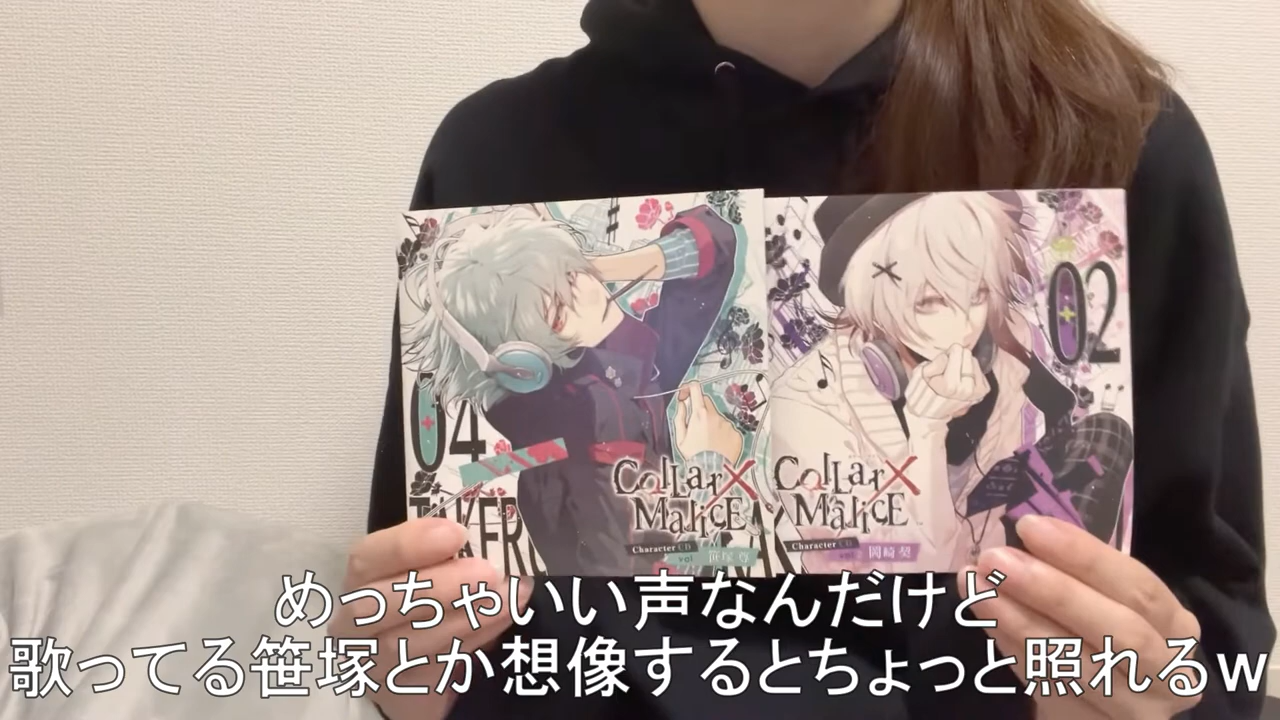 02
04
TAKERU
Collar×
Malice
Character CD
vol
笹塚 尊
Collar×
Malice
Character CD
岡崎 契
めっちゃいい声なんだけど
歌ってる笹塚とか想像するとちょっと照れるｗ